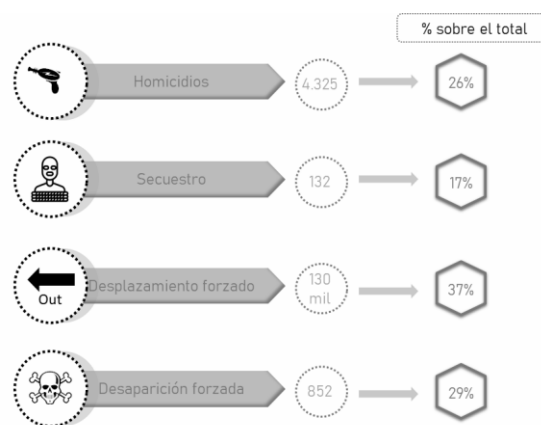 % sobre el total
Homicidios 4.325 26%
Secuestro 132 17%
Out Desplazamiento forzado 130 mil 37%
Desaparición forzada 852 29%